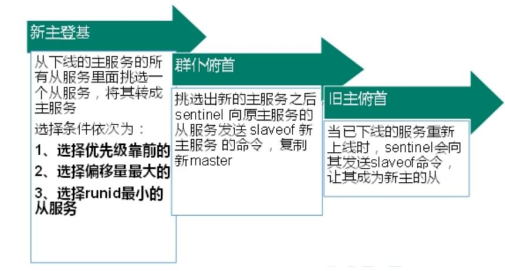 新主登基
从下线的主服务的所
有从服务里面挑选一
个从服务，将其转成
主服务
选择条件依次为：
1、选择优先级靠前的
2、选择偏移量最大的
3、选择runid最小的
从服务
群仆俯首
挑选出新的主服务之后，
sentinel 向原主服务的
从服务发送 slaveof 新
主服务 的命令，复制
新master
旧主俯首
当已下线的服务重新
上线时，sentinel会向
其发送slaveof命令，
让其成为新主的从